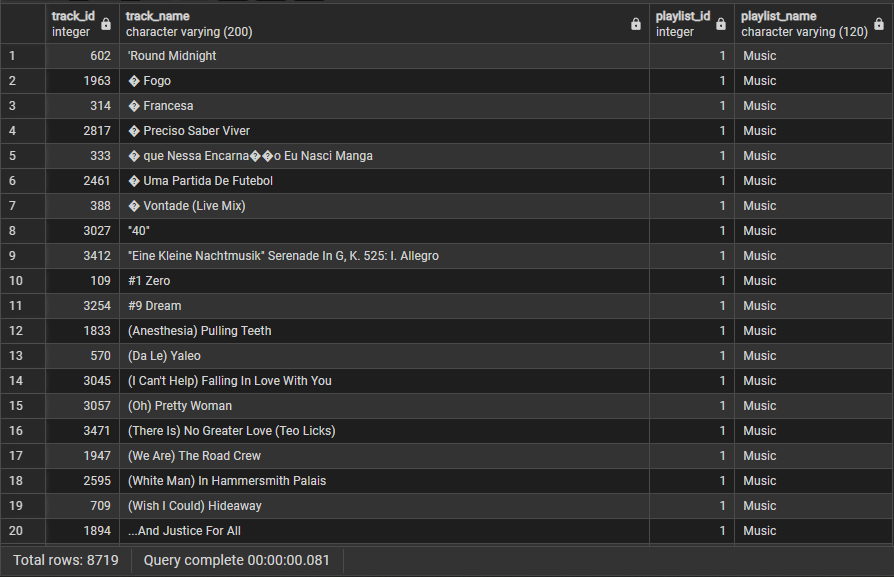 track_id track_name playlist_id playlist_name
integer character varying (200) integer character varying (120)
1 602 'Round Midnight 1 Music
2 1963 � Fogo 1 Music
3 314 � Francesa 1 Music
4 2817 � Preciso Saber Viver 1 Music
5 333 � que Nessa Encarna��o Eu Nasci Manga 1 Music
6 2461 � Uma Partida De Futebol 1 Music
7 388 � Vontade (Live Mix) 1 Music
8 3027 "40" 1 Music
9 3412 "Eine Kleine Nachtmusik" Serenade In G, K. 525: I. Allegro 1 Music
10 109 #1 Zero 1 Music
11 3254 #9 Dream 1 Music
12 1833 (Anesthesia) Pulling Teeth 1 Music
13 570 (Da Le) Yaleo 1 Music
14 3045 (I Can't Help) Falling In Love With You 1 Music
15 3057 (Oh) Pretty Woman 1 Music
16 3471 (There Is) No Greater Love (Teo Licks) 1 Music
17 1947 (We Are) The Road Crew 1 Music
18 2595 (White Man) In Hammersmith Palais 1 Music
19 709 (Wish I Could) Hideaway 1 Music
20 1894 ...And Justice For All 1 Music
Total rows: 8719 Query complete 00:00:00.081